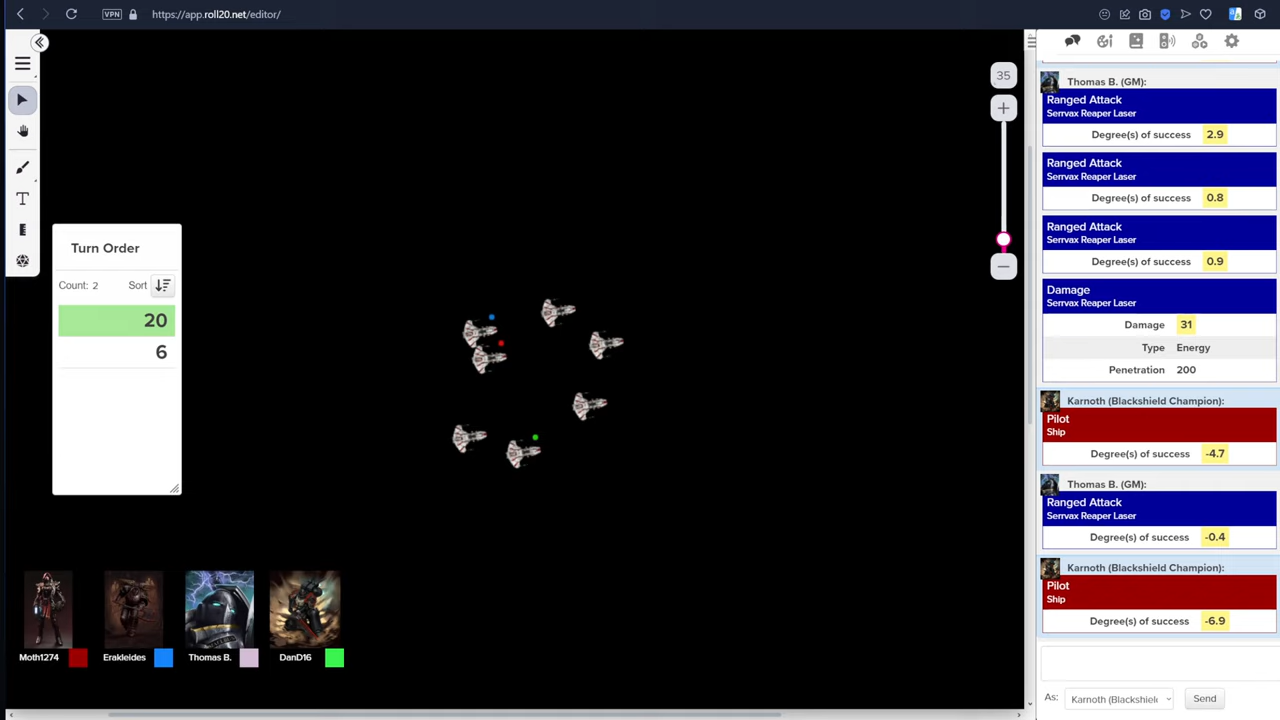 VPN
https://app.roll20.net/editor/
35
Turn Order
Count: 2
Sort
20
6
Moth1274
Erakleides
Thomas B.
DanD16
Thomas B. (GM):
Ranged Attack
Serrvax Reaper Laser
Degree(s) of success 2.9
Ranged Attack
Serrvax Reaper Laser
Degree(s) of success 0.8
Ranged Attack
Serrvax Reaper Laser
Degree(s) of success 0.9
Damage
Serrvax Reaper Laser
Damage 31
Type Energy
Penetration 200
Karnoth (Blackshield Champion):
Pilot
Ship
Degree(s) of success -4.7
Thomas B. (GM):
Ranged Attack
Serrvax Reaper Laser
Degree(s) of success -0.4
Karnoth (Blackshield Champion):
Pilot
Ship
Degree(s) of success -6.9
As: Karnoth (Blackshiel
Send